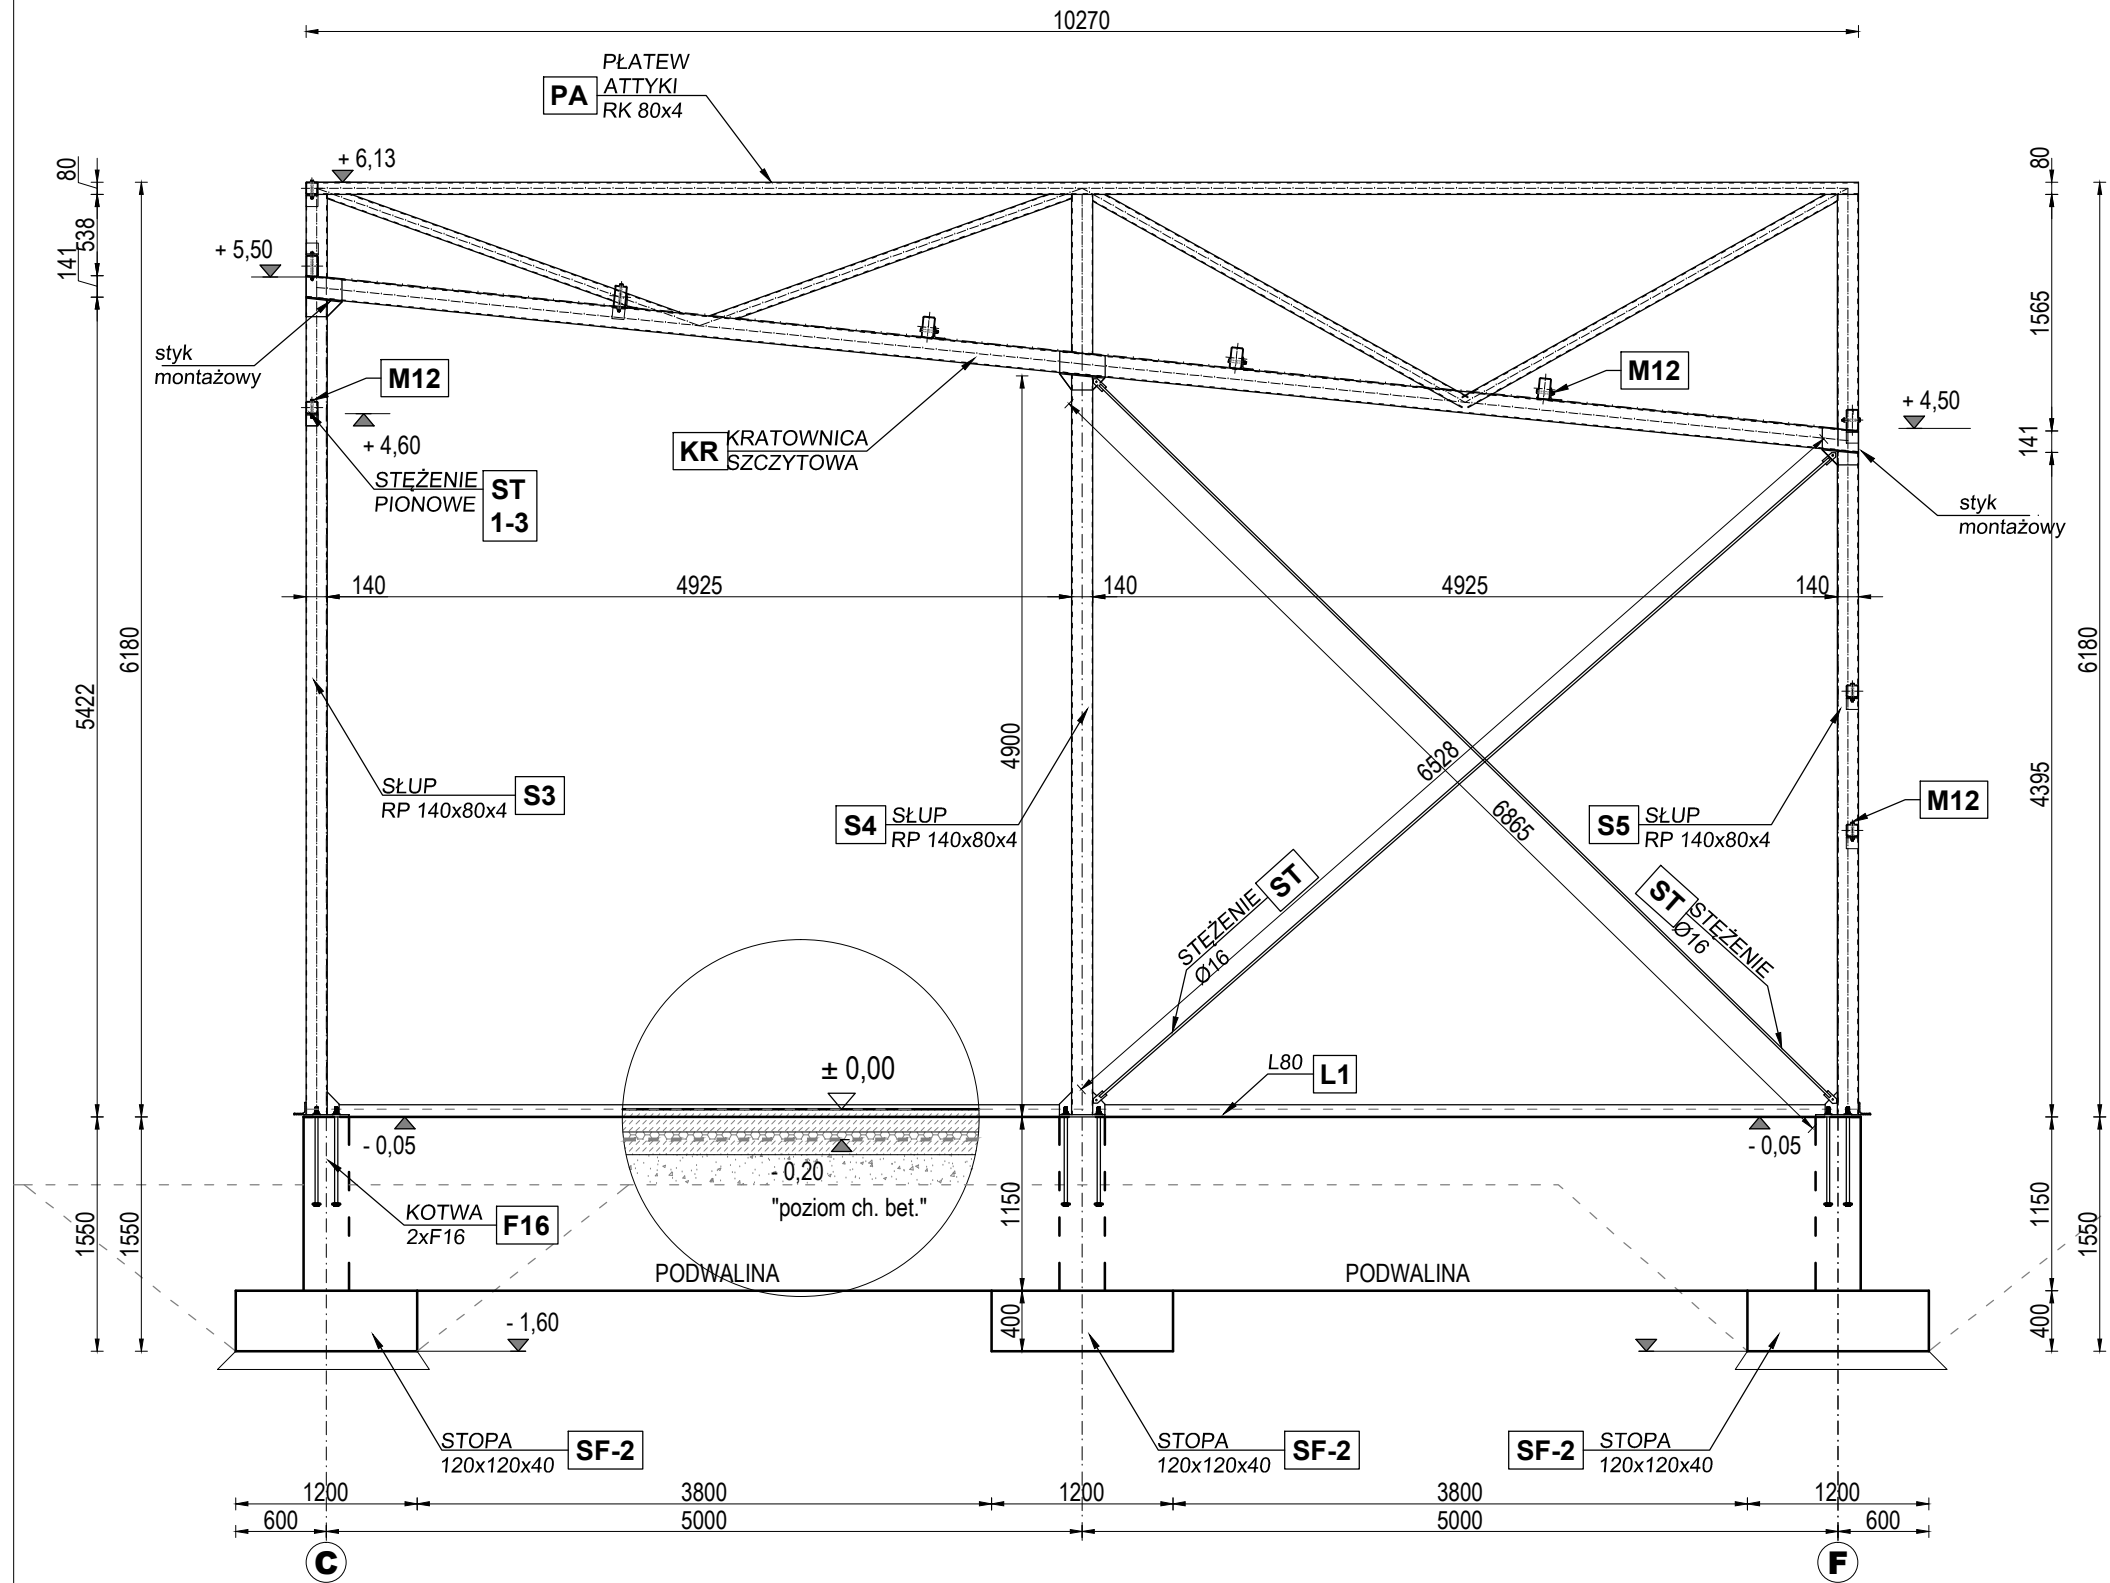 10270
PŁATEW
ATTYKI
RK 80x4
PA
+ 6,13
80
538
141
+ 5,50
80
1565
141
styk
montażowy
M12
+ 4,60
STĘŻENIE
PIONOWE
ST
1-3
KR
KRATOWNICA
SZCZYTOWA
M12
+ 4,50
styk
montażowy
140
4925
140
4925
140
6180
5422
4900
6180
4395
6528
6865
SŁUP
RP 140x80x4
S3
S4
SŁUP
RP 140x80x4
S5
SŁUP
RP 140x80x4
M12
STĘŻENIE
Ø16
ST
ST
STĘŻENIE
Ø16
± 0,00
L80
L1
- 0,05
- 0,20
"poziom ch. bet."
- 0,05
KOTWA
2xF16
F16
1550
1550
1150
400
1150
400
1550
PODWALINA
PODWALINA
- 1,60
STOPA
120x120x40
SF-2
STOPA
120x120x40
SF-2
SF-2
STOPA
120x120x40
1200
3800
1200
3800
1200
600
5000
5000
600
C
F